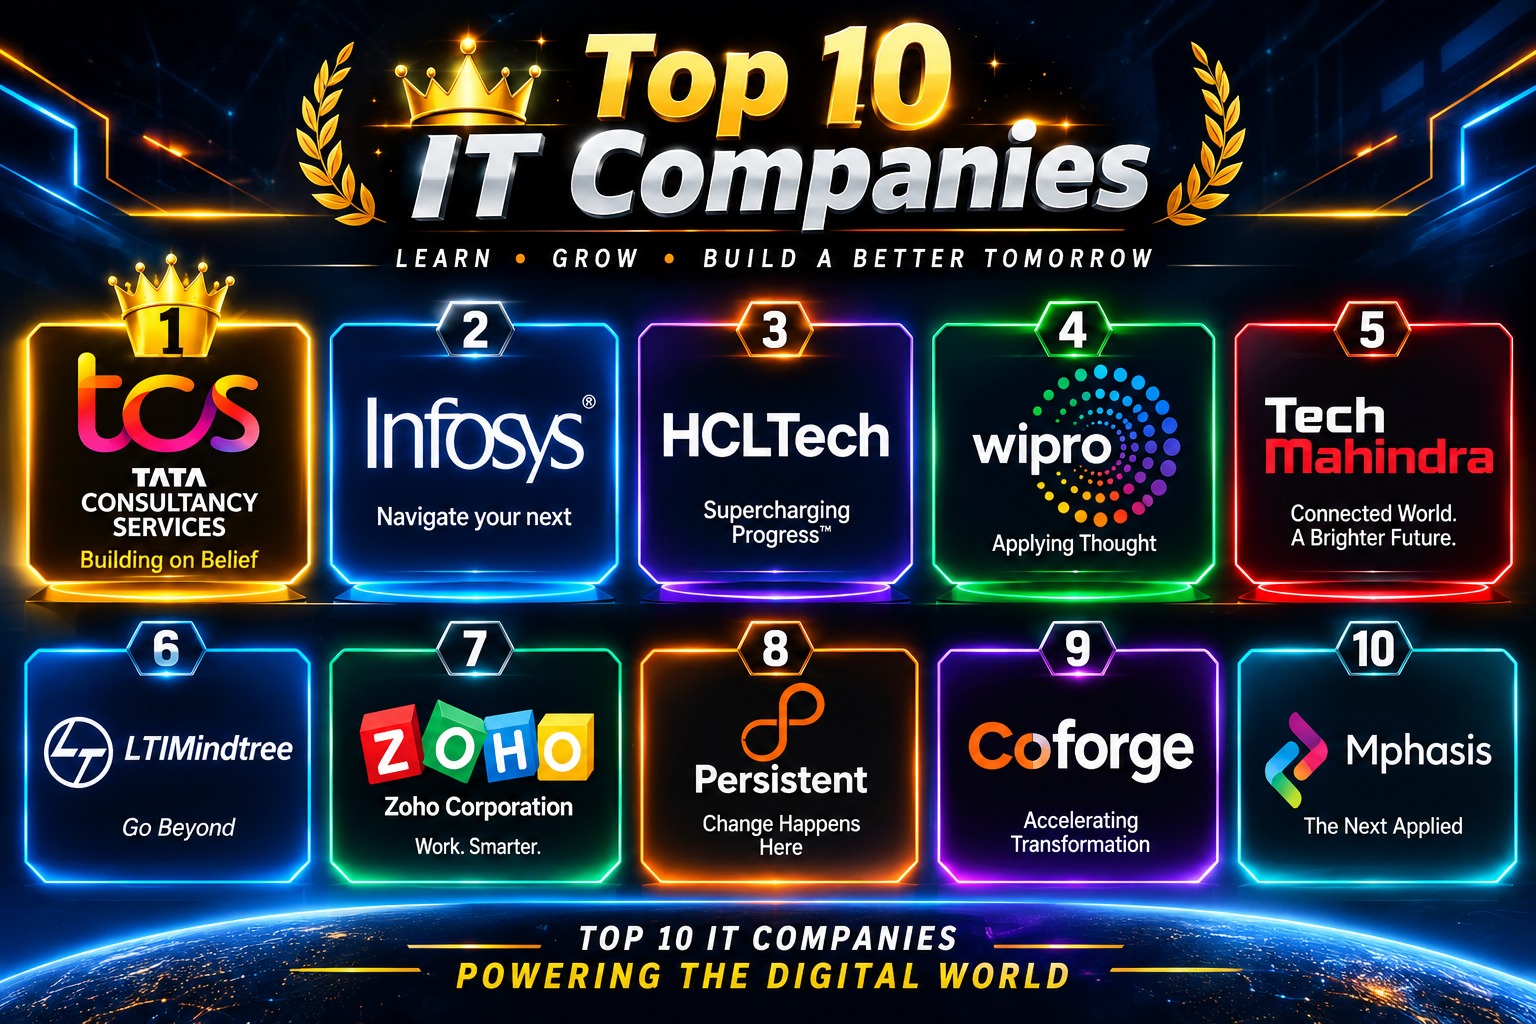 Top 10
IT Companies
LEARN • GROW • BUILD A BETTER TOMORROW
1
tcs
TATA
CONSULTANCY
SERVICES
Building on Belief
2
Infosys®
Navigate your next
3
HCLTech
Supercharging
Progress™
4
wipro
Applying Thought
5
Tech
Mahindra
Connected World.
A Brighter Future.
6
LT LTIMindtree
Go Beyond
7
ZOHO
Zoho Corporation
Work. Smarter.
8
Persistent
Change Happens
Here
9
Coforge
Accelerating
Transformation
10
Mphasis
The Next Applied
TOP 10 IT COMPANIES
POWERING THE DIGITAL WORLD